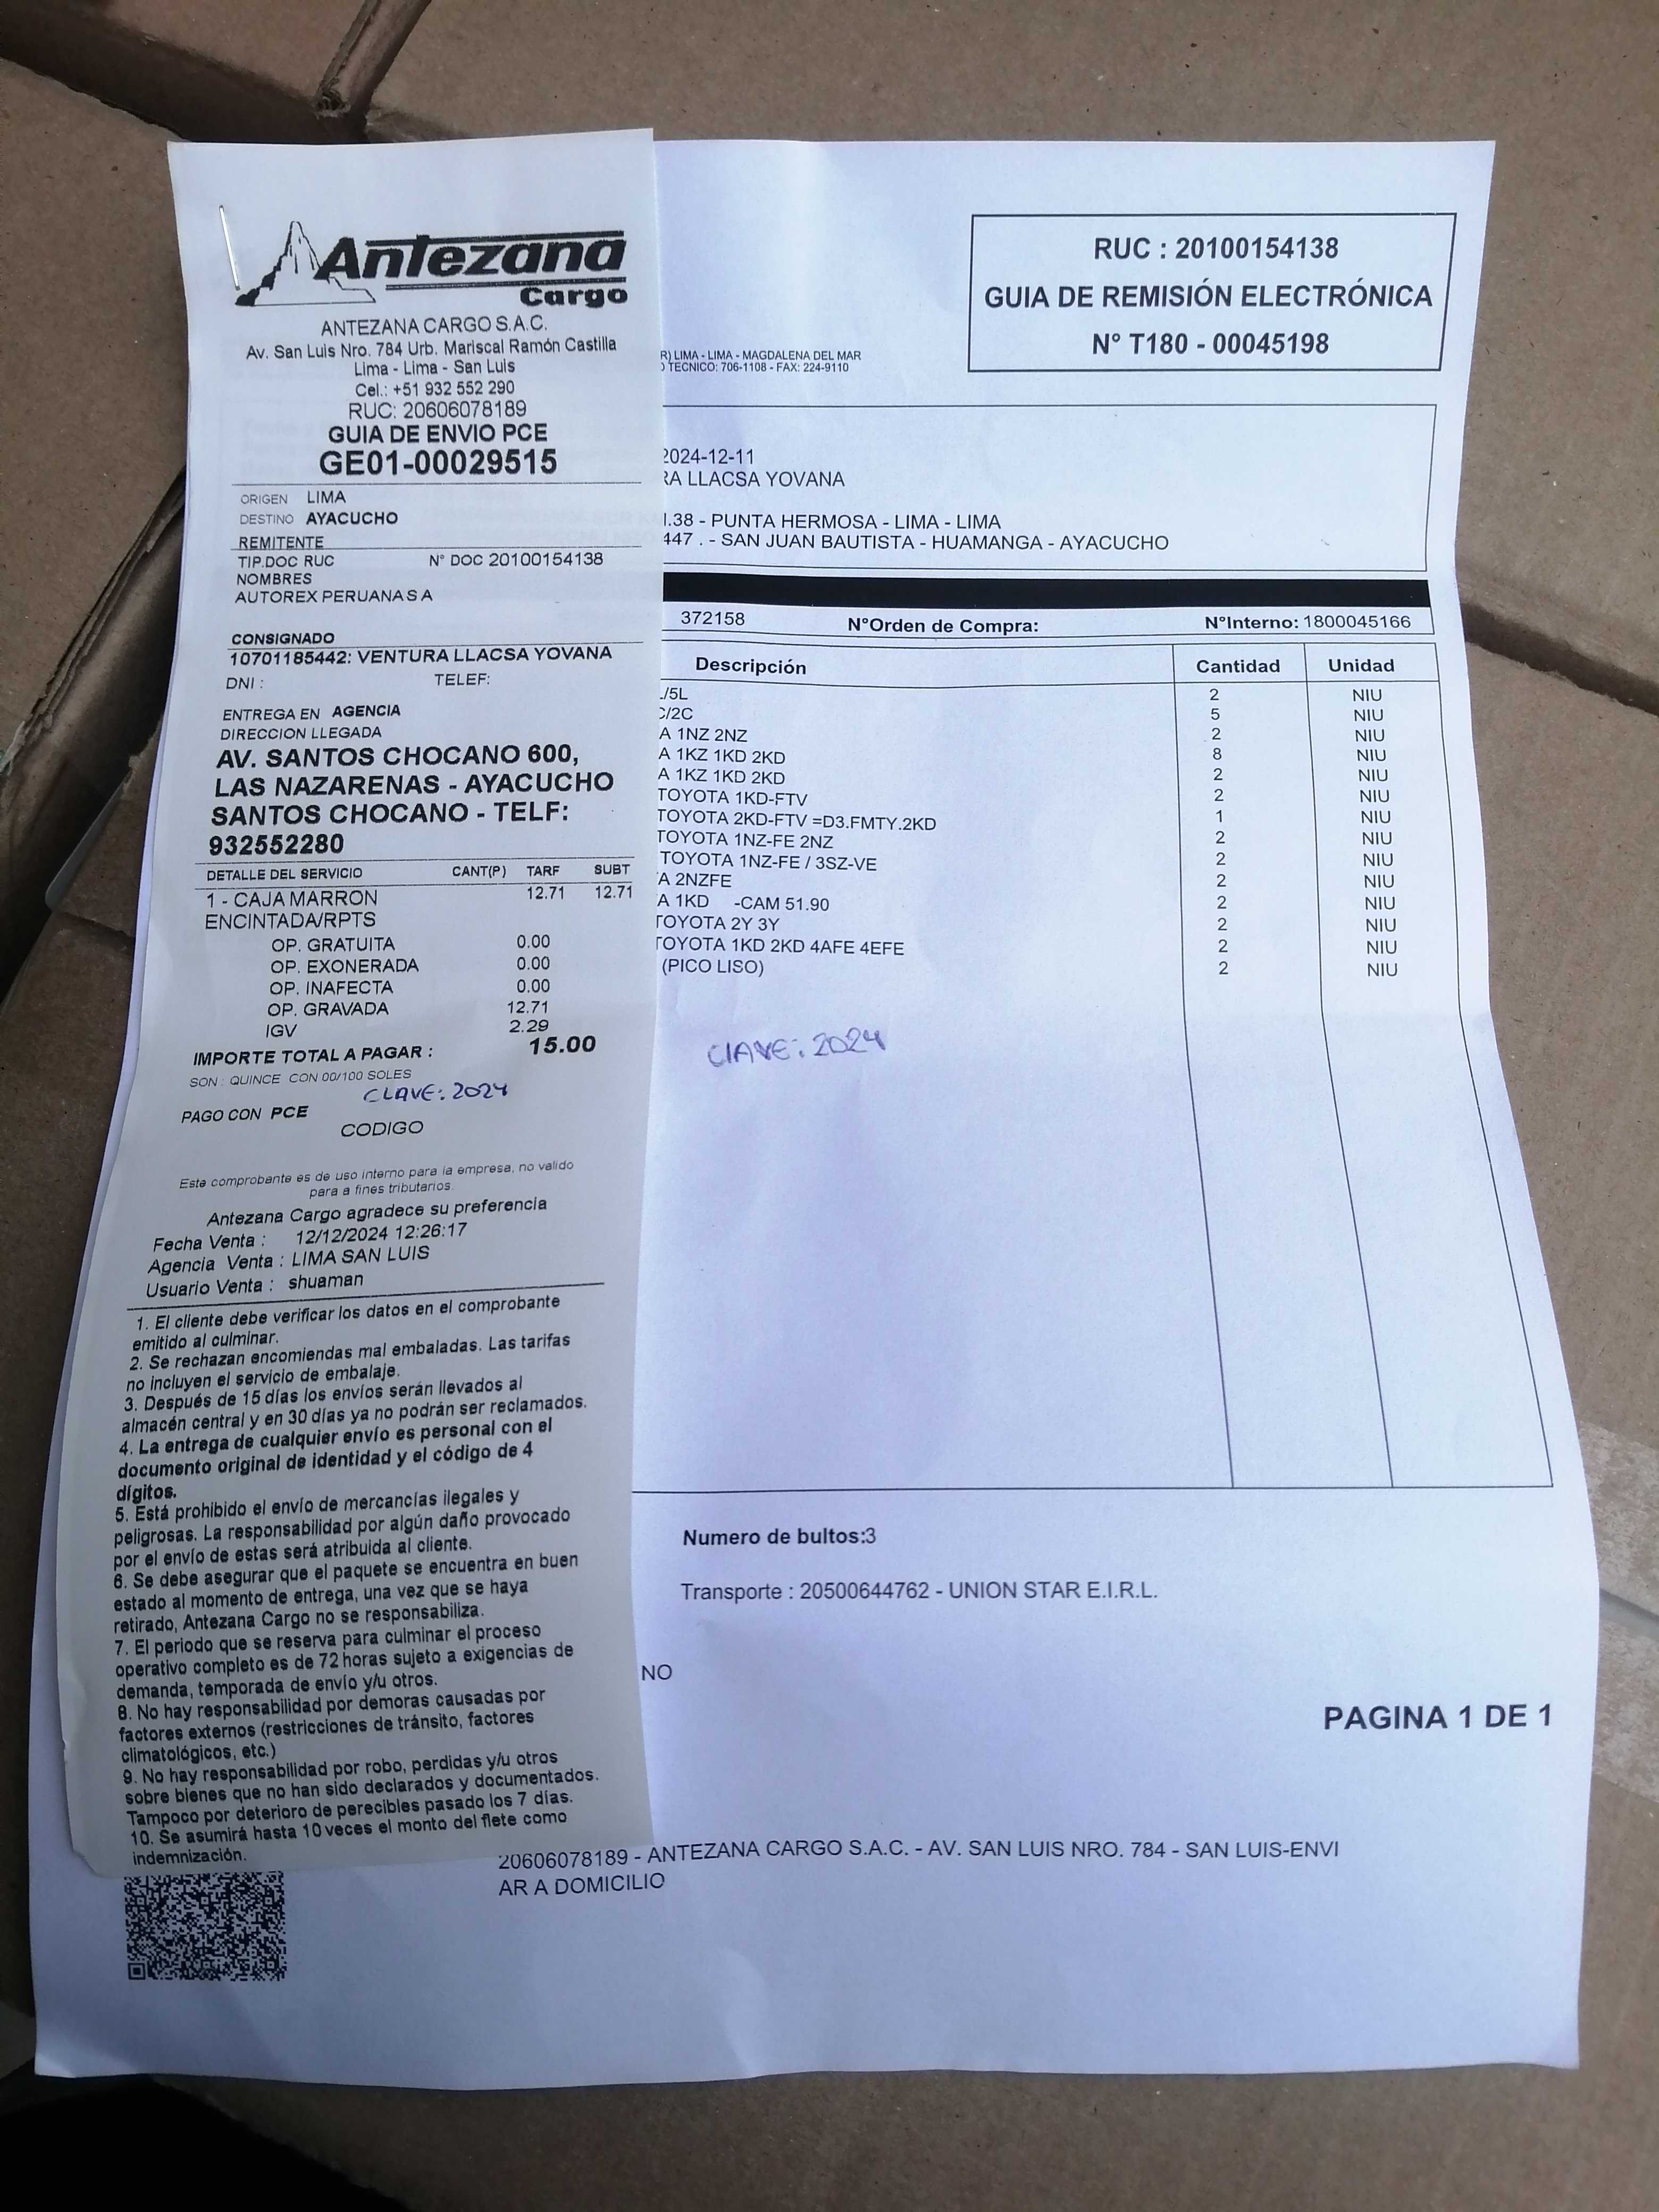 Antezana
Cargo
ANTEZANA CARGO S.A.C.
Av. San Luis Nro. 784 Urb. Mariscal Ramón Castilla
Lima - Lima - San Luis
Cel.: +51 932 552 290
RUC: 20606078189
GUIA DE ENVIO PCE
GE01-00029515
ORIGEN LIMA
DESTINO AYACUCHO
REMITENTE
TIP.DOC RUC N° DOC 20100154138
NOMBRES
AUTOREX PERUANA S A
CONSIGNADO
10701185442: VENTURA LLACSA YOVANA
DNI : TELEF:
ENTREGA EN AGENCIA
DIRECCION LLEGADA
AV. SANTOS CHOCANO 600,
LAS NAZARENAS - AYACUCHO
SANTOS CHOCANO - TELF:
932552280
DETALLE DEL SERVICIO CANT(P) TARF SUBT
1 - CAJA MARRON 12.71 12.71
ENCINTADA/RPTS
OP. GRATUITA 0.00
OP. EXONERADA 0.00
OP. INAFECTA 0.00
OP. GRAVADA 12.71
IGV 2.29
IMPORTE TOTAL A PAGAR : 15.00
SON : QUINCE CON 00/100 SOLES
CLAVE: 2024
PAGO CON PCE
CODIGO
Este comprobante es de uso interno para la empresa, no valido
para a fines tributarios.
Antezana Cargo agradece su preferencia
Fecha Venta : 12/12/2024 12:26:17
Agencia Venta : LIMA SAN LUIS
Usuario Venta : shuaman
1. El cliente debe verificar los datos en el comprobante
emitido al culminar.
2. Se rechazan encomiendas mal embaladas. Las tarifas
no incluyen el servicio de embalaje.
3. Después de 15 días los envíos serán llevados al
almacén central y en 30 días ya no podrán ser reclamados.
4. La entrega de cualquier envío es personal con el
documento original de identidad y el código de 4
dígitos.
5. Está prohibido el envío de mercancías ilegales y
peligrosas. La responsabilidad por algún daño provocado
por el envío de estas será atribuida al cliente.
6. Se debe asegurar que el paquete se encuentra en buen
estado al momento de entrega, una vez que se haya
retirado, Antezana Cargo no se responsabiliza.
7. El periodo que se reserva para culminar el proceso
operativo completo es de 72 horas sujeto a exigencias de
demanda, temporada de envío y/u otros.
8. No hay responsabilidad por demoras causadas por
factores externos (restricciones de tránsito, factores
climatológicos, etc.)
9. No hay responsabilidad por robo, perdidas y/u otros
sobre bienes que no han sido declarados y documentados.
Tampoco por deterioro de perecibles pasado los 7 días.
10. Se asumirá hasta 10 veces el monto del flete como
indemnización.
RUC : 20100154138
GUIA DE REMISIÓN ELECTRÓNICA
N° T180 - 00045198
R) LIMA - LIMA - MAGDALENA DEL MAR
TECNICO: 706-1108 - FAX: 224-9110
2024-12-11
RA LLACSA YOVANA
.38 - PUNTA HERMOSA - LIMA - LIMA
447 . - SAN JUAN BAUTISTA - HUAMANGA - AYACUCHO
372158 N°Orden de Compra: N°Interno: 1800045166
Descripción Cantidad Unidad
/5L 2 NIU
/2C 5 NIU
A 1NZ 2NZ 2 NIU
A 1KZ 1KD 2KD 8 NIU
A 1KZ 1KD 2KD 2 NIU
TOYOTA 1KD-FTV 2 NIU
TOYOTA 2KD-FTV =D3.FMTY.2KD 1 NIU
TOYOTA 1NZ-FE 2NZ 2 NIU
TOYOTA 1NZ-FE / 3SZ-VE 2 NIU
A 2NZFE 2 NIU
A 1KD -CAM 51.90 2 NIU
TOYOTA 2Y 3Y 2 NIU
TOYOTA 1KD 2KD 4AFE 4EFE 2 NIU
(PICO LISO) 2 NIU
CLAVE: 2024
Numero de bultos:3
Transporte : 20500644762 - UNION STAR E.I.R.L.
NO
PAGINA 1 DE 1
20606078189 - ANTEZANA CARGO S.A.C. - AV. SAN LUIS NRO. 784 - SAN LUIS-ENVI
AR A DOMICILIO